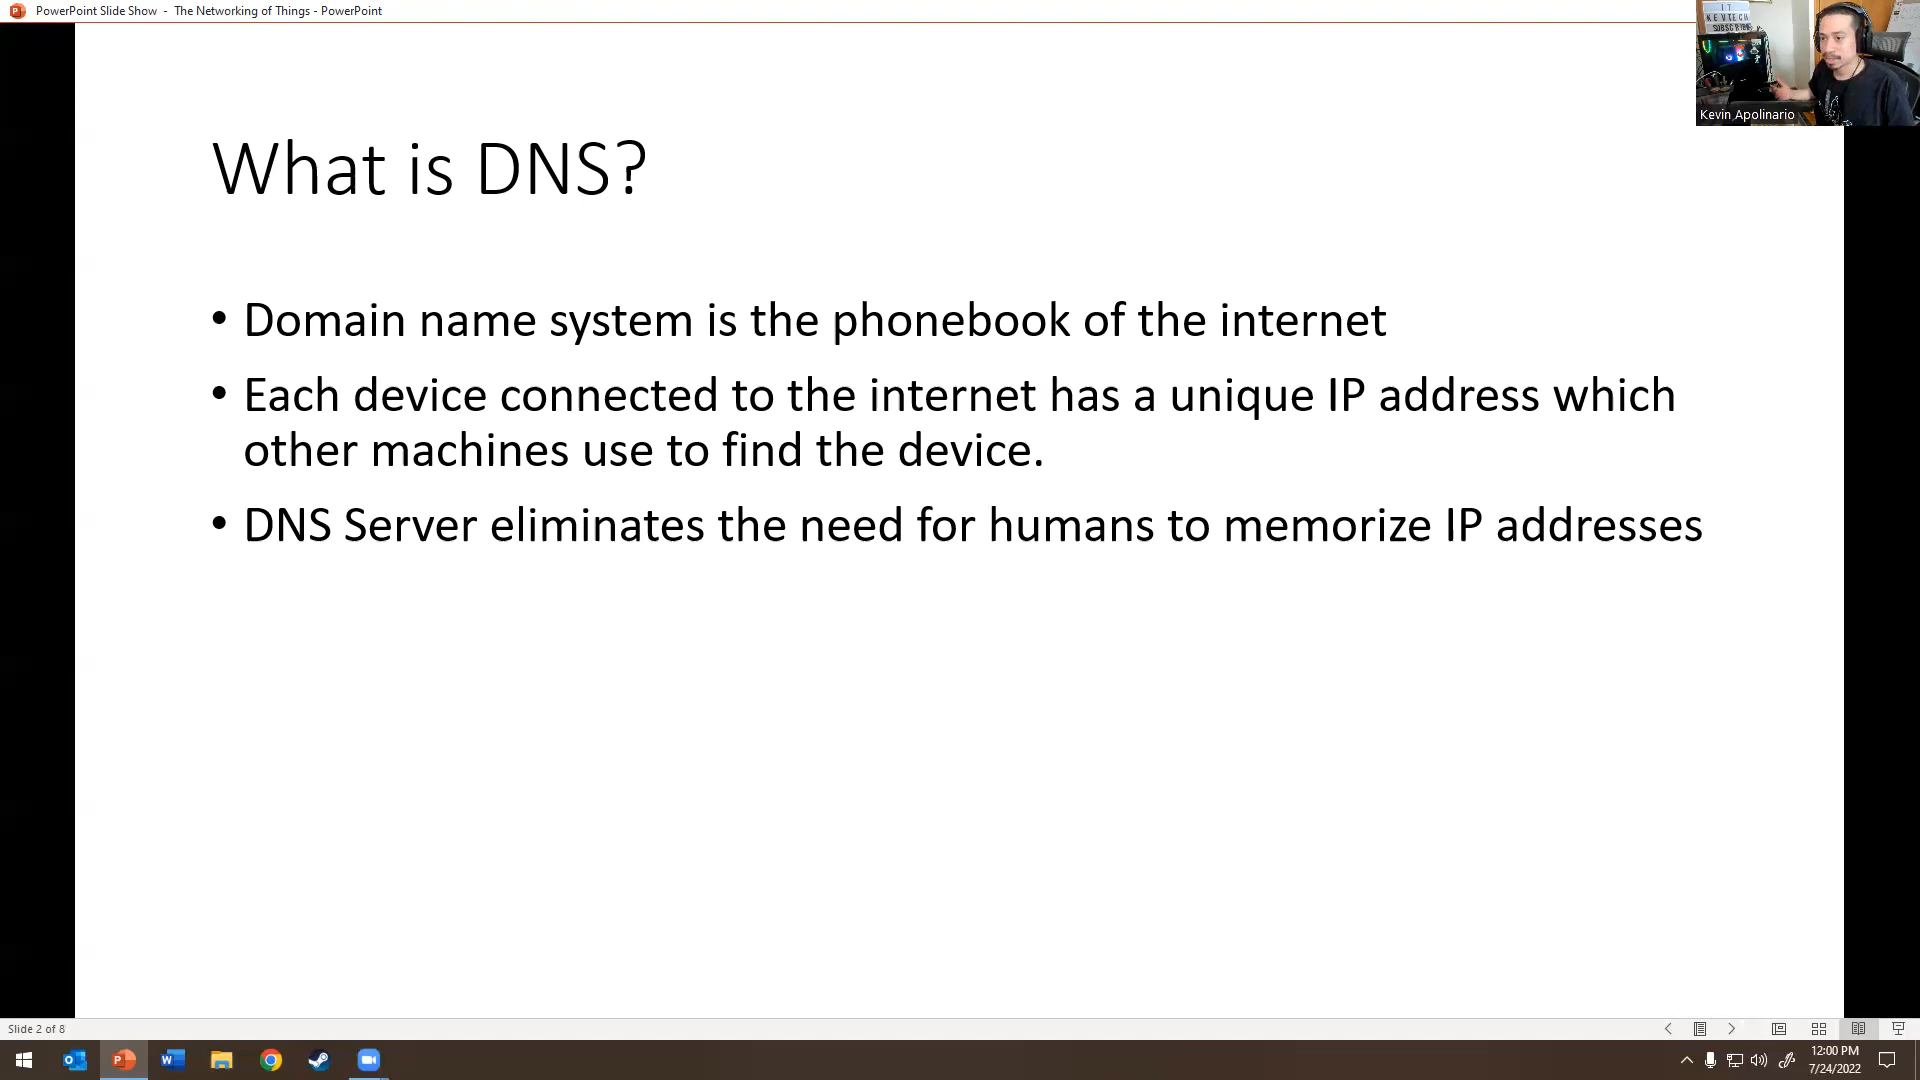 PowerPoint Slide Show - The Networking of Things - PowerPoint
IT
KEVTECH
SUBSCRIBE
Kevin Apolinario
What is DNS?
• Domain name system is the phonebook of the internet
• Each device connected to the internet has a unique IP address which
other machines use to find the device.
• DNS Server eliminates the need for humans to memorize IP addresses
Slide 2 of 8
12:00 PM
7/24/2022